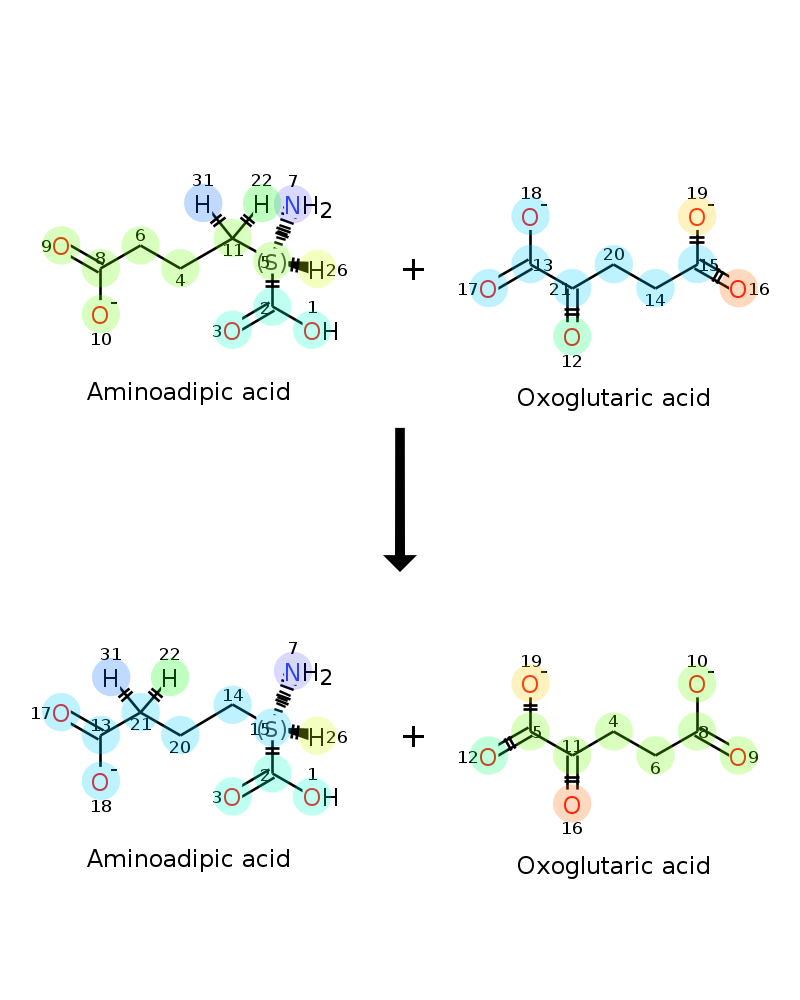 31 22 7
H H NH2
9 O 8 6 4 11 5 (S) H 26
O- 2 1
10 3 O OH
Aminoadipic acid
+
18 19
O- O-
17 O 13 21 20 14 15 O 16
O
12
Oxoglutaric acid
31 22 7
H H NH2
17 O 13 21 20 14 15 (S) H 26
O- 2 1
18 3 O OH
Aminoadipic acid
+
19 10
O- O-
12 O 5 11 4 6 8 O 9
O
16
Oxoglutaric acid